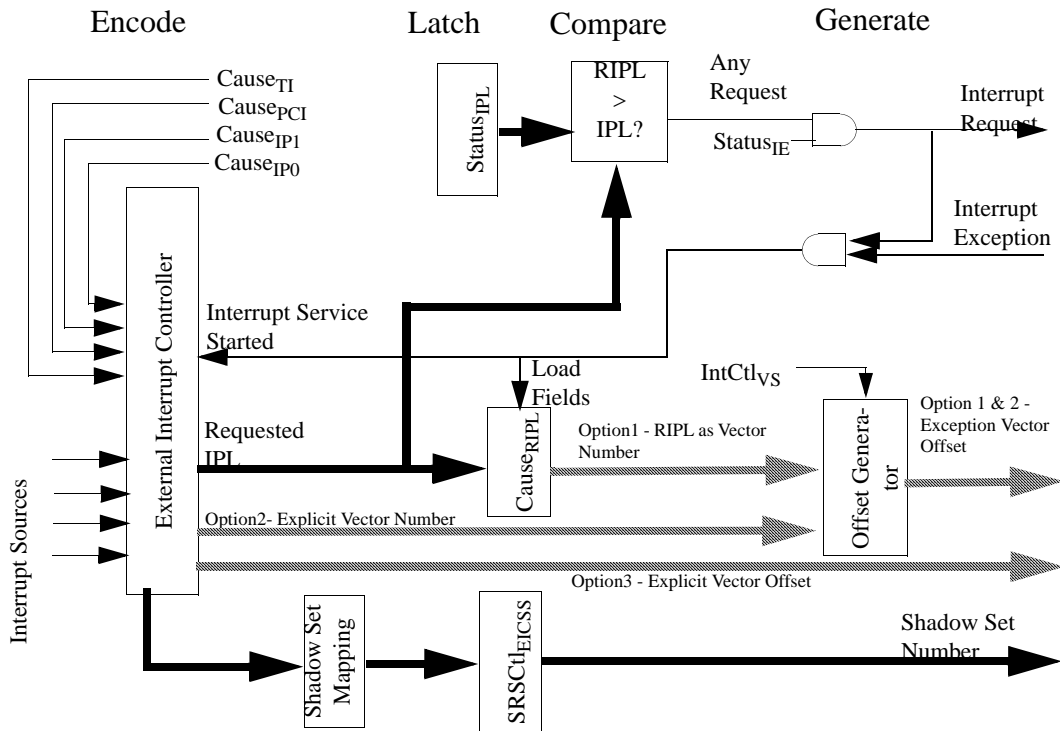 Encode
Latch
Compare
Generate
CauseTI
CausePCI
CauseIP1
CauseIP0
StatusIPL
RIPL
>
IPL?
Any
Request
StatusIE
Interrupt
Request
Interrupt
Exception
External Interrupt Controller
Interrupt Service
Started
Load
Fields
IntCtlVS
Requested
IPL
CauseRIPL
Option1 - RIPL as Vector
Number
Offset Genera-
tor
Option 1 & 2 -
Exception Vector
Offset
Option2- Explicit Vector Number
Option3 - Explicit Vector Offset
Interrupt Sources
Shadow Set
Mapping
SRSCtlEICSS
Shadow Set
Number